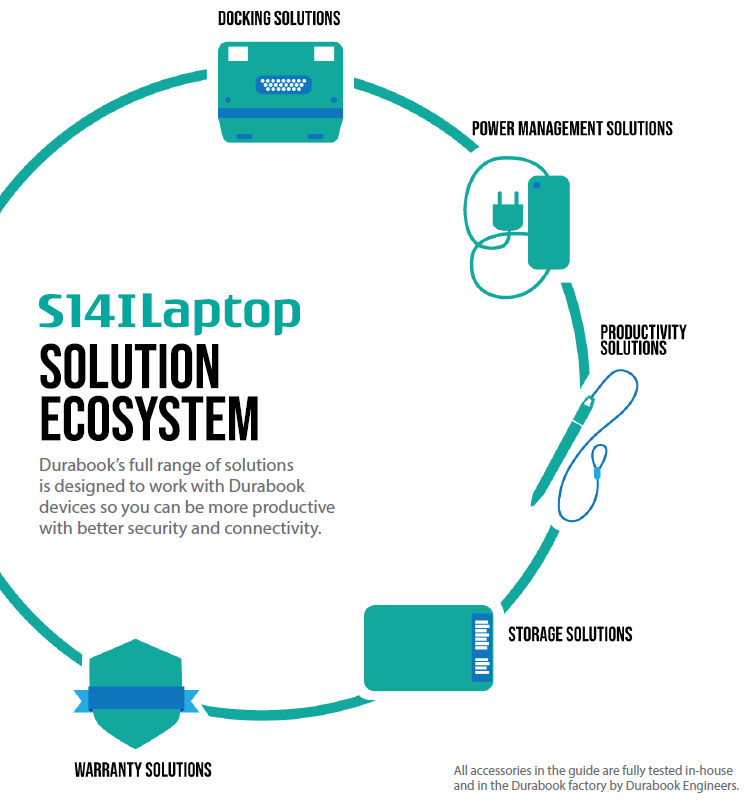 DOCKING SOLUTIONS
POWER MANAGEMENT SOLUTIONS
S14I Laptop
SOLUTION
ECOSYSTEM
Durabook's full range of solutions
is designed to work with Durabook
devices so you can be more productive
with better security and connectivity.
PRODUCTIVITY
SOLUTIONS
STORAGE SOLUTIONS
WARRANTY SOLUTIONS
All accessories in the guide are fully tested in-house
and in the Durabook factory by Durabook Engineers.